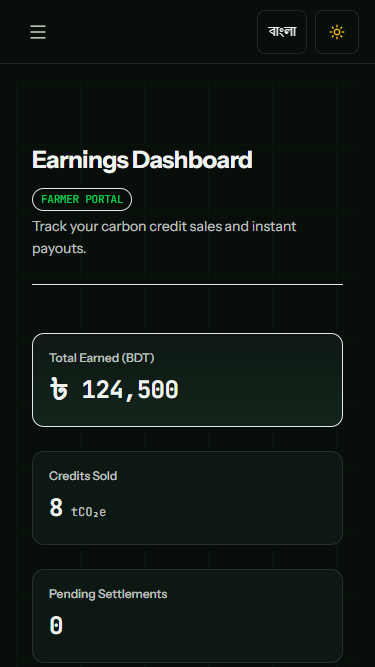 বাংলা
Earnings Dashboard
FARMER PORTAL
Track your carbon credit sales and instant
payouts.
Total Earned (BDT)
৳ 124,500
Credits Sold
8 tCO₂e
Pending Settlements
0